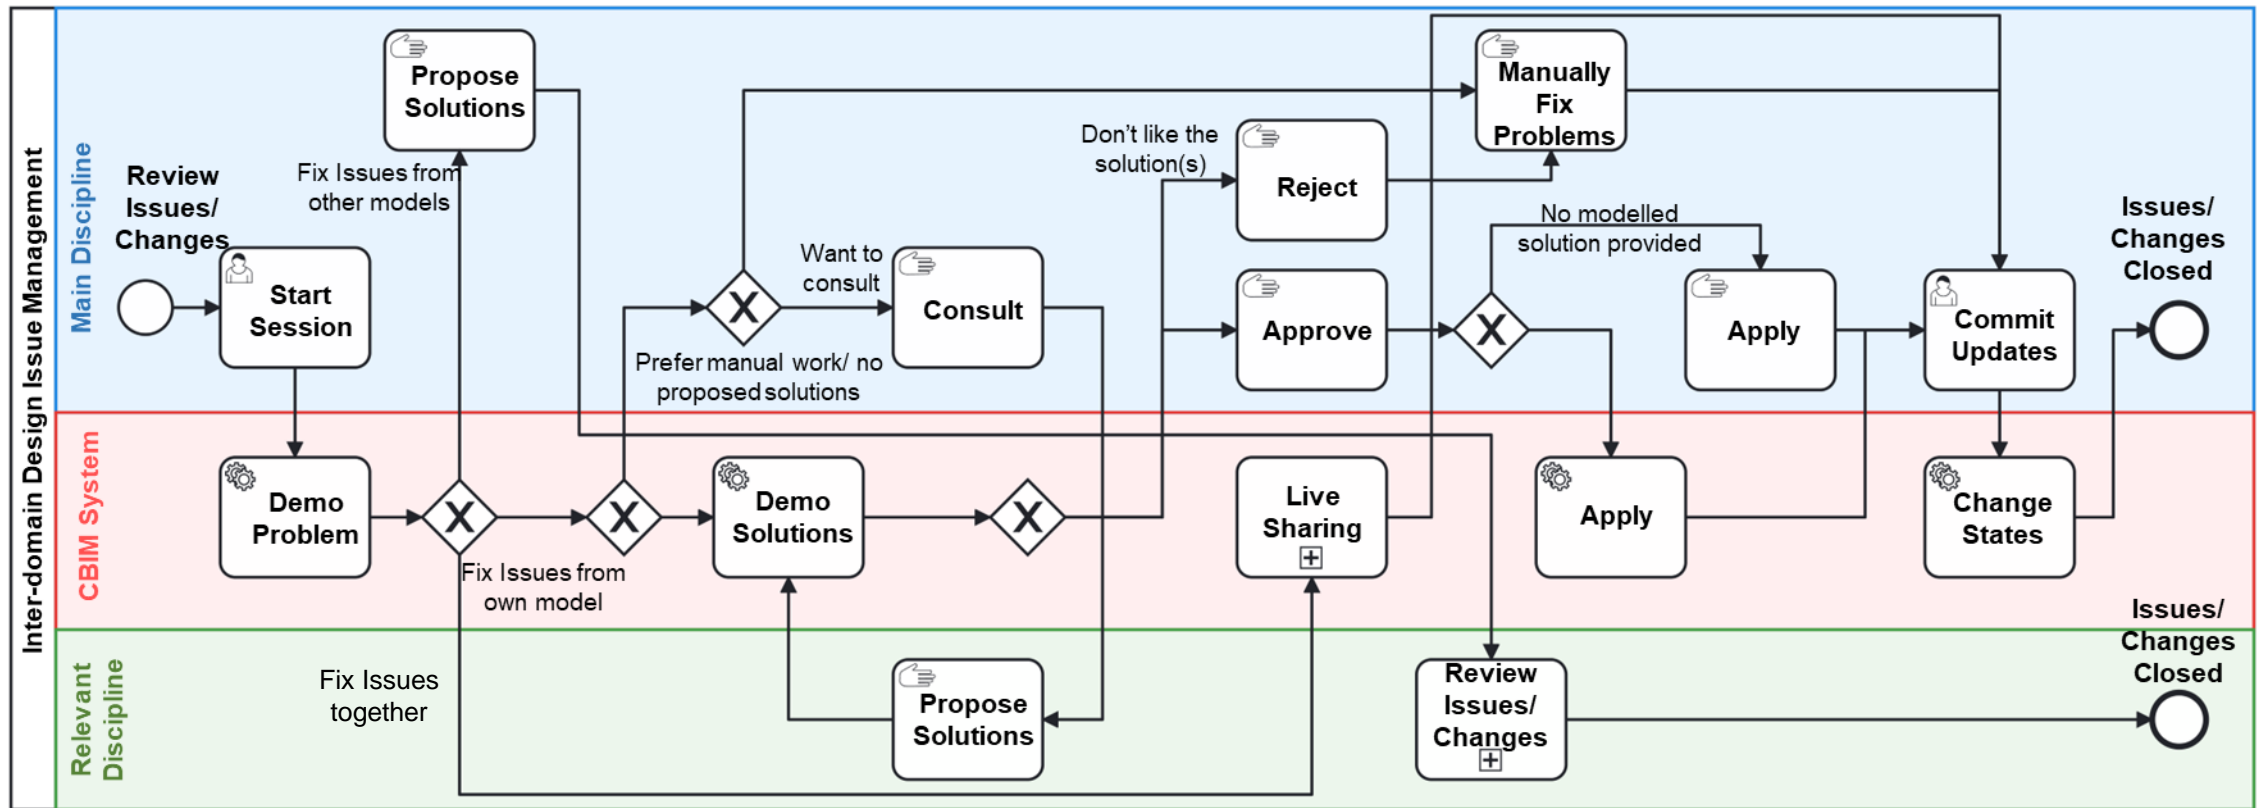 Inter-domain Design Issue Management
Main Discipline
Review
Issues/
Changes
Start
Session
Propose
Solutions
Fix Issues from
other models
Want to
consult
Consult
Prefer manual work/ no
proposed solutions
Don't like the
solution(s)
Reject
Approve
Manually
Fix
Problems
No modelled
solution provided
Apply
Commit
Updates
Issues/
Changes
Closed
CBIM System
Demo
Problem
X
X
X
X
X
Fix Issues from
own model
Demo
Solutions
Live
Sharing
Apply
Change
States
Relevant
Discipline
Fix Issues
together
Propose
Solutions
Review
Issues/
Changes
Issues/
Changes
Closed